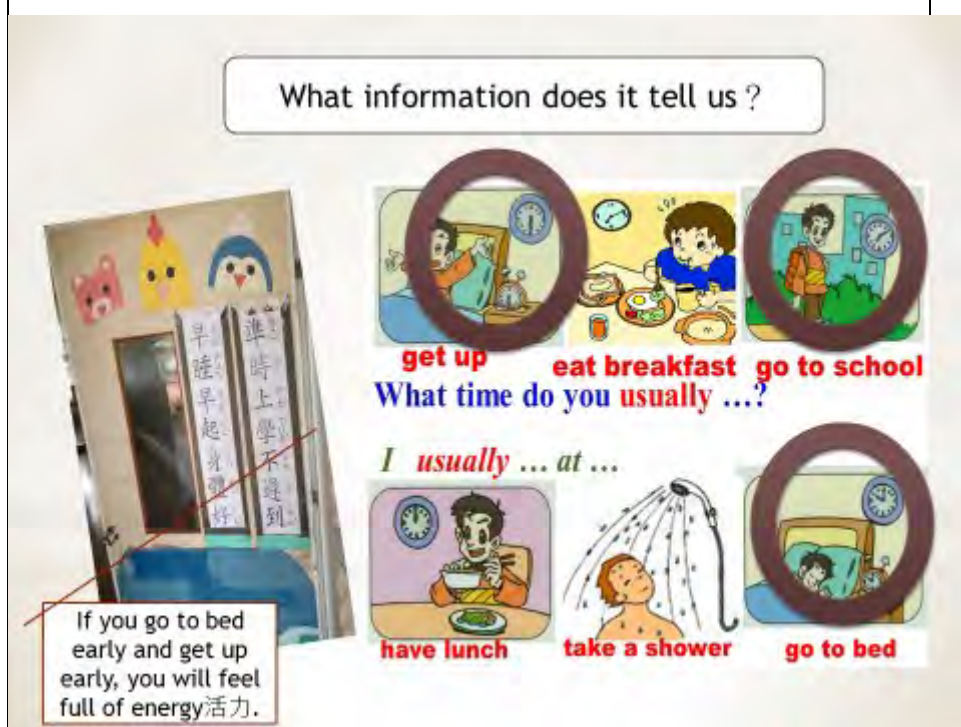 What information does it tell us？
準時上學不遲到
早睡早起身體好
get up
eat breakfast
go to school
What time do you usually …?
I usually … at …
have lunch
take a shower
go to bed
If you go to bed
early and get up
early, you will feel
full of energy活力.